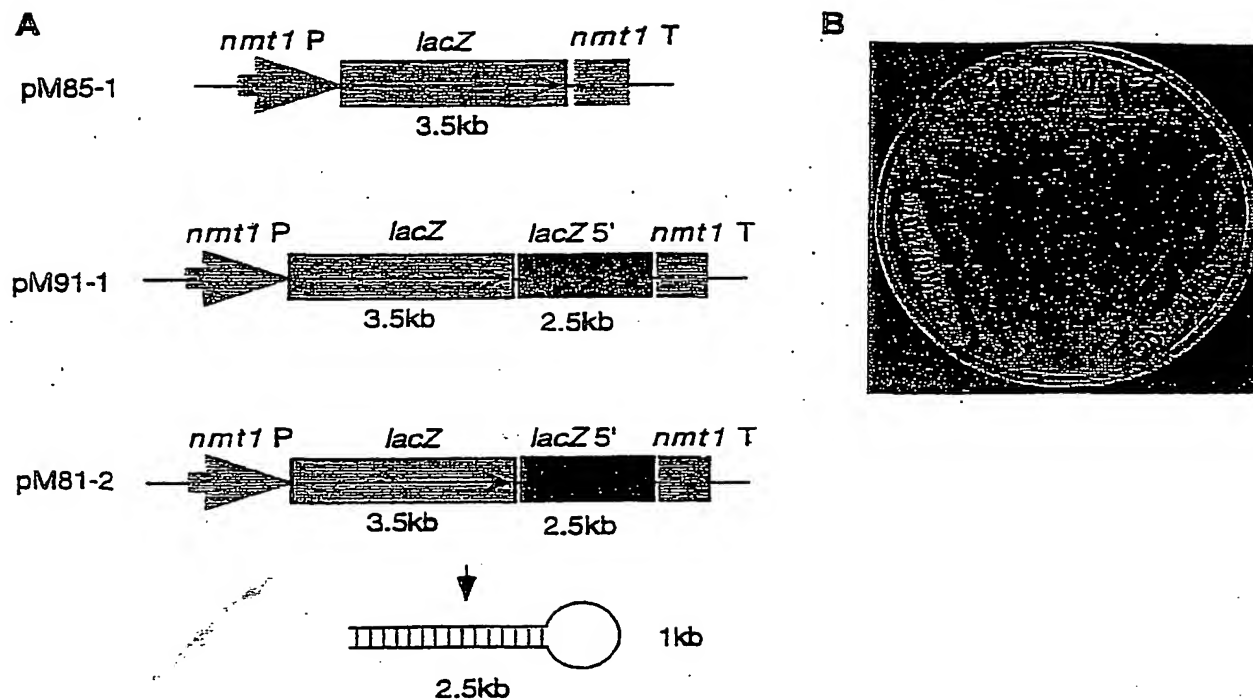 A
B
nmt1 P lacZ nmt1 T
pM85-1
3.5kb
nmt1 P lacZ lacZ 5' nmt1 T
pM91-1
3.5kb 2.5kb
nmt1 P lacZ lacZ 5' nmt1 T
pM81-2
3.5kb 2.5kb
1kb
2.5kb